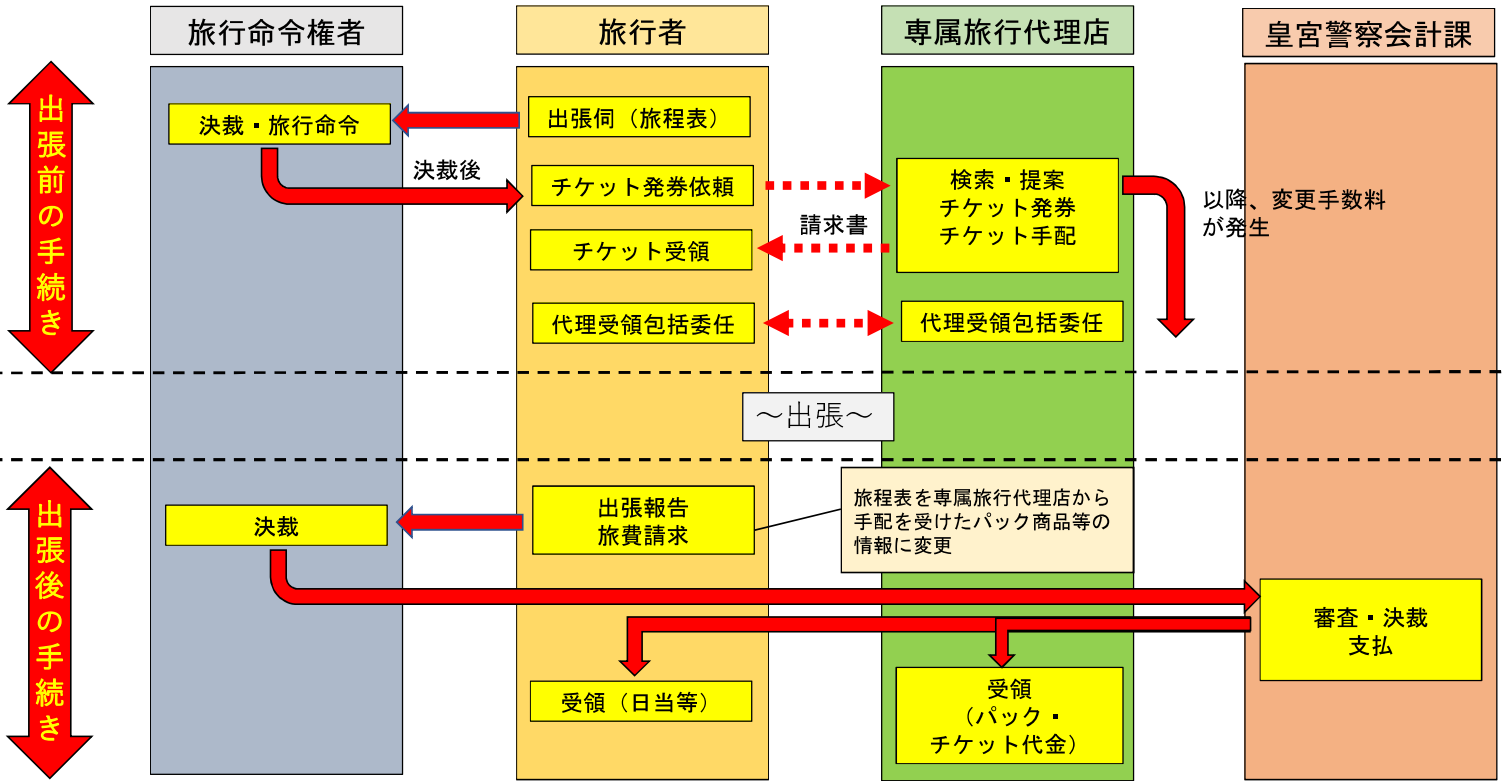 旅行命令権者
旅行者
専属旅行代理店
皇宮警察会計課
出張前の手続き
決裁・旅行命令
出張伺（旅程表）
決裁後
チケット発券依頼
検索・提案
チケット発券
チケット手配
以降、変更手数料
が発生
請求書
チケット受領
代理受領包括委任
代理受領包括委任
～出張～
出張後の手続き
決裁
出張報告
旅費請求
旅程表を専属旅行代理店から
手配を受けたパック商品等の
情報に変更
審査・決裁
支払
受領（日当等）
受領
（パック・
チケット代金）